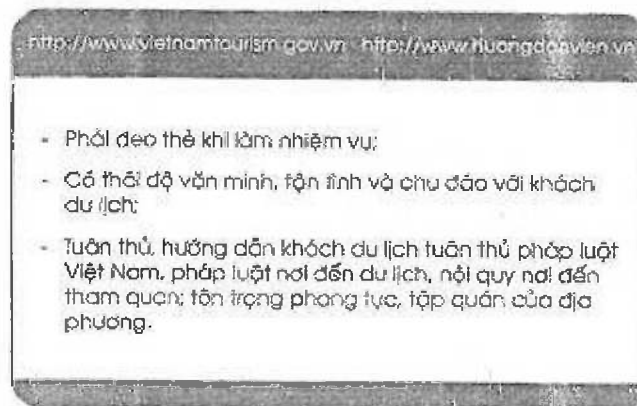 http://www.vietnamtourism.gov.vn - http://www.huongdanvien.vn
- Phải đeo thẻ khi làm nhiệm vụ;
- Có thái độ văn minh, tận tình và chu đáo với khách
du lịch;
- Tuân thủ, hướng dẫn khách du lịch tuân thủ pháp luật
Việt Nam, pháp luật nơi đến du lịch, nội quy nơi đến
tham quan; tôn trọng phong tục, tập quán của địa
phương.